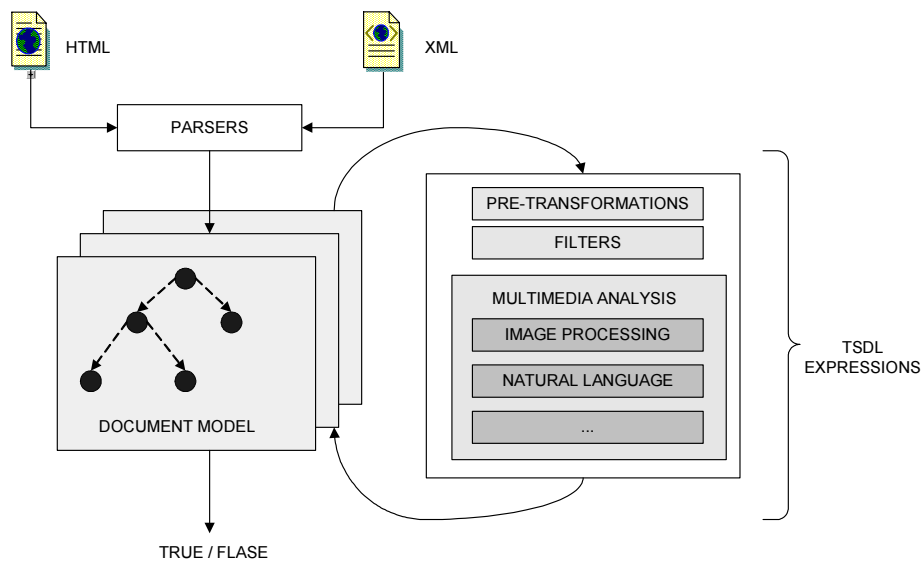 HTML
XML
PARSERS
PRE-TRANSFORMATIONS
FILTERS
MULTIMEDIA ANALYSIS
IMAGE PROCESSING
NATURAL LANGUAGE
...
TSDL
EXPRESSIONS
DOCUMENT MODEL
TRUE / FLASE